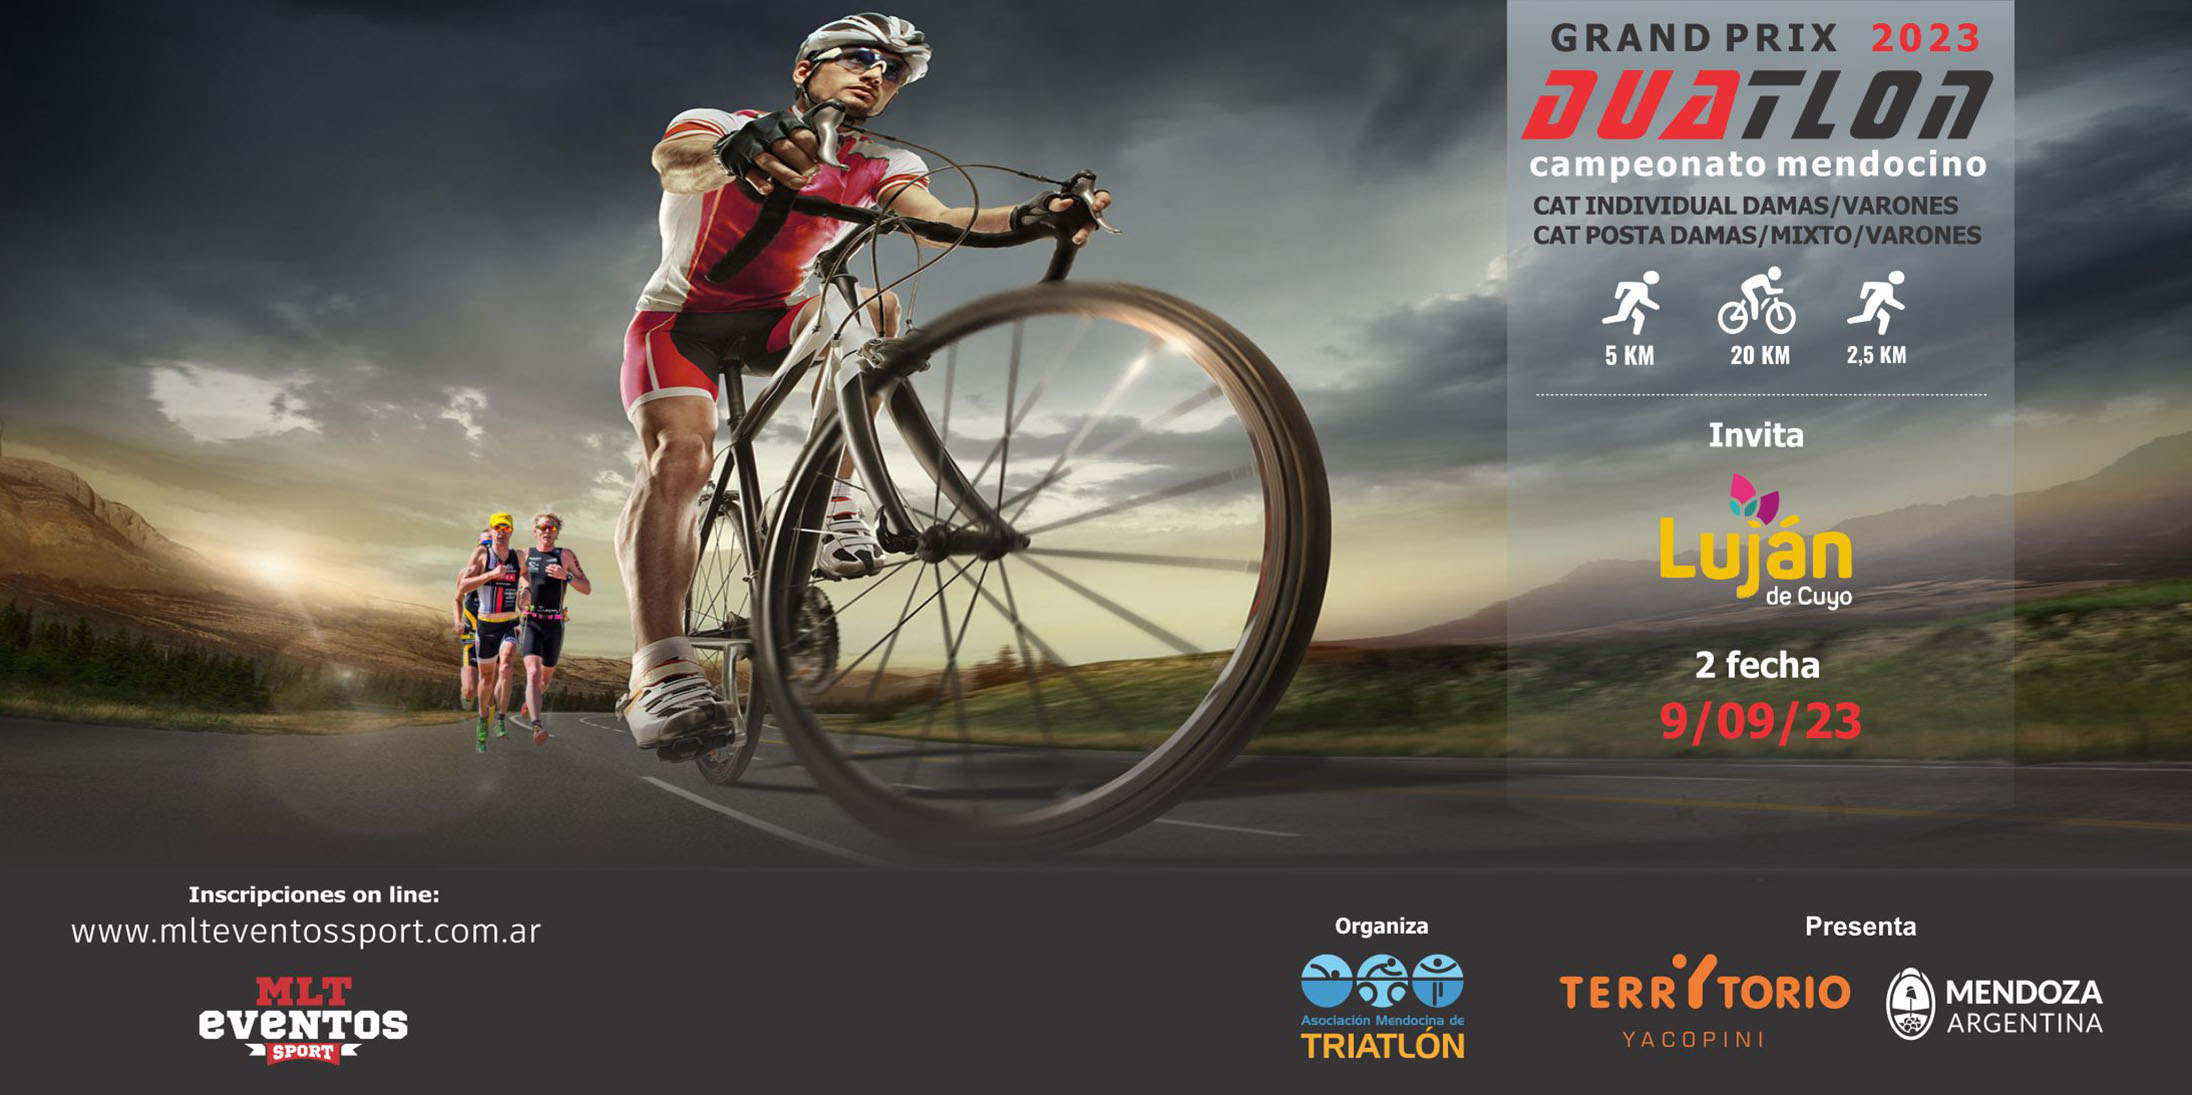 GRAND PRIX 2023
DUATLON
campeonato mendocino
CAT INDIVIDUAL DAMAS/VARONES
CAT POSTA DAMAS/MIXTO/VARONES
5 KM 20 KM 2,5 KM
Invita
Luján
de Cuyo
2 fecha
9/09/23
Inscripciones on line:
www.mlteventossport.com.ar
MLT
eventos
SPORT
Organiza
Asociación Mendocina de
TRIATLÓN
Presenta
TERRYTORIO
YACOPINI
MENDOZA
ARGENTINA